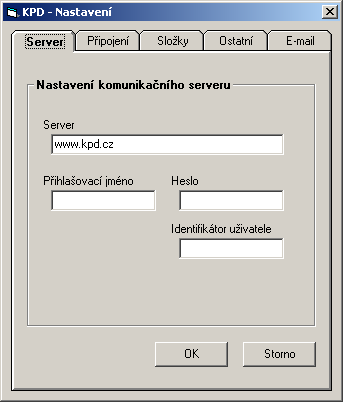 KPD - Nastavení
Server Připojení Složky Ostatní E-mail
Nastavení komunikačního serveru
Server
www.kpd.cz
Přihlašovací jméno Heslo
Identifikátor uživatele
OK Storno